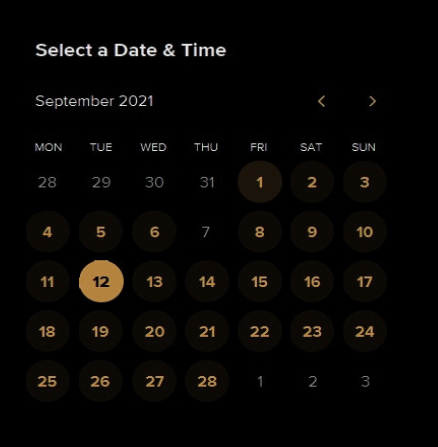 Select a Date & Time
September 2021
MON TUE WED THU FRI SAT SUN
28 29 30 31 1 2 3
4 5 6 7 8 9 10
11 12 13 14 15 16 17
18 19 20 21 22 23 24
25 26 27 28 1 2 3